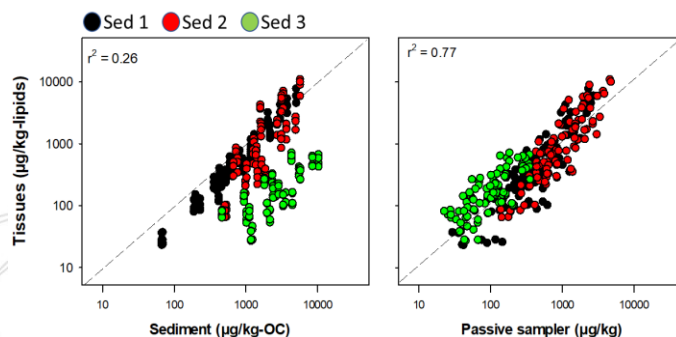 Sed 1 Sed 2 Sed 3
r² = 0.26
r² = 0.77
Tissues (µg/kg-lipids)
10000
1000
100
10
10 100 1000 10000
10 100 1000 10000
Sediment (µg/kg-OC)
Passive sampler (µg/kg)